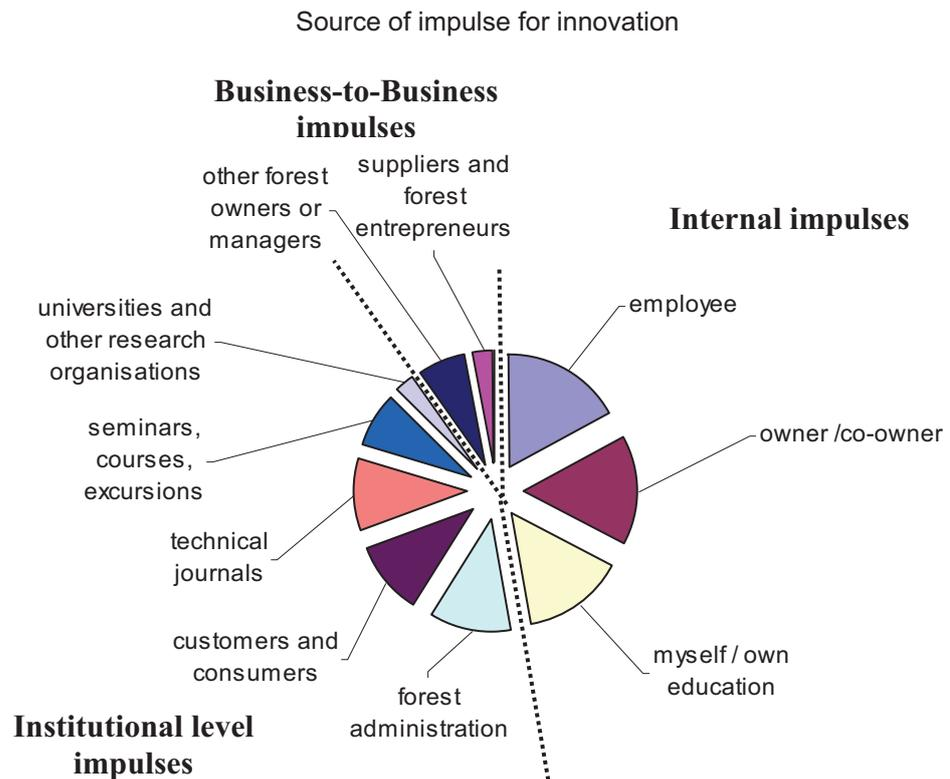 Source of impulse for innovation
Business-to-Business
impulses
other forest
owners or
managers
suppliers and
forest
entrepreneurs
Internal impulses
employee
universities and
other research
organisations
owner /co-owner
seminars,
courses,
excursions
technical
journals
customers and
consumers
myself / own
education
forest
administration
Institutional level
impulses